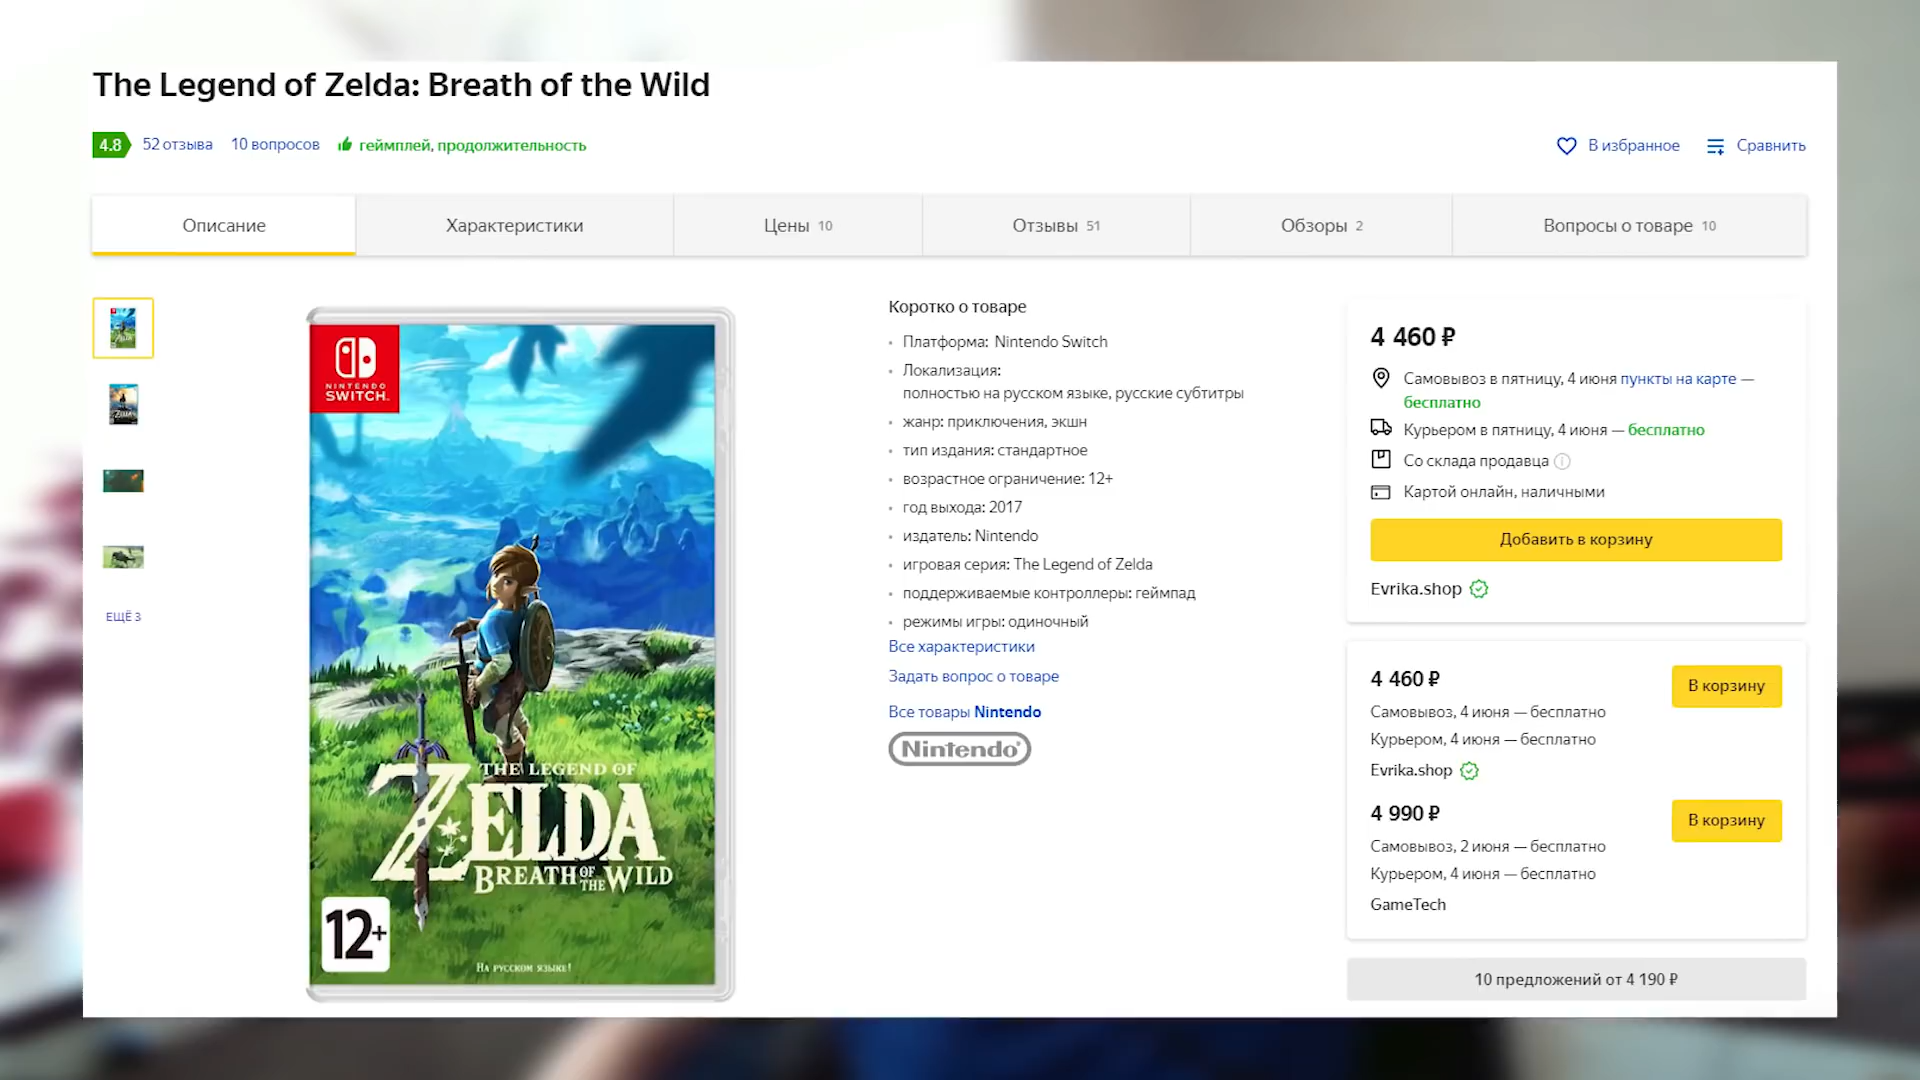 The Legend of Zelda: Breath of the Wild
4.8 52 отзыва 10 вопросов геймплей, продолжительность
В избранное Сравнить
Описание Характеристики Цены 10 Отзывы 51 Обзоры 2 Вопросы о товаре 10
ЕЩЁ 3
NINTENDO
SWITCH.
THE LEGEND OF
ZELDA
BREATH OF THE WILD
12+
НА РУССКОМ ЯЗЫКЕ!
Коротко о товаре
Платформа: Nintendo Switch
Локализация:
полностью на русском языке, русские субтитры
жанр: приключения, экшн
тип издания: стандартное
возрастное ограничение: 12+
год выхода: 2017
издатель: Nintendo
игровая серия: The Legend of Zelda
поддерживаемые контроллеры: геймпад
режимы игры: одиночный
Все характеристики
Задать вопрос о товаре
Все товары Nintendo
Nintendo
4 460 ₽
Самовывоз в пятницу, 4 июня пункты на карте —
бесплатно
Курьером в пятницу, 4 июня — бесплатно
Со склада продавца
Картой онлайн, наличными
Добавить в корзину
Evrika.shop
4 460 ₽
В корзину
Самовывоз, 4 июня — бесплатно
Курьером, 4 июня — бесплатно
Evrika.shop
4 990 ₽
В корзину
Самовывоз, 2 июня — бесплатно
Курьером, 4 июня — бесплатно
GameTech
10 предложений от 4 190 ₽